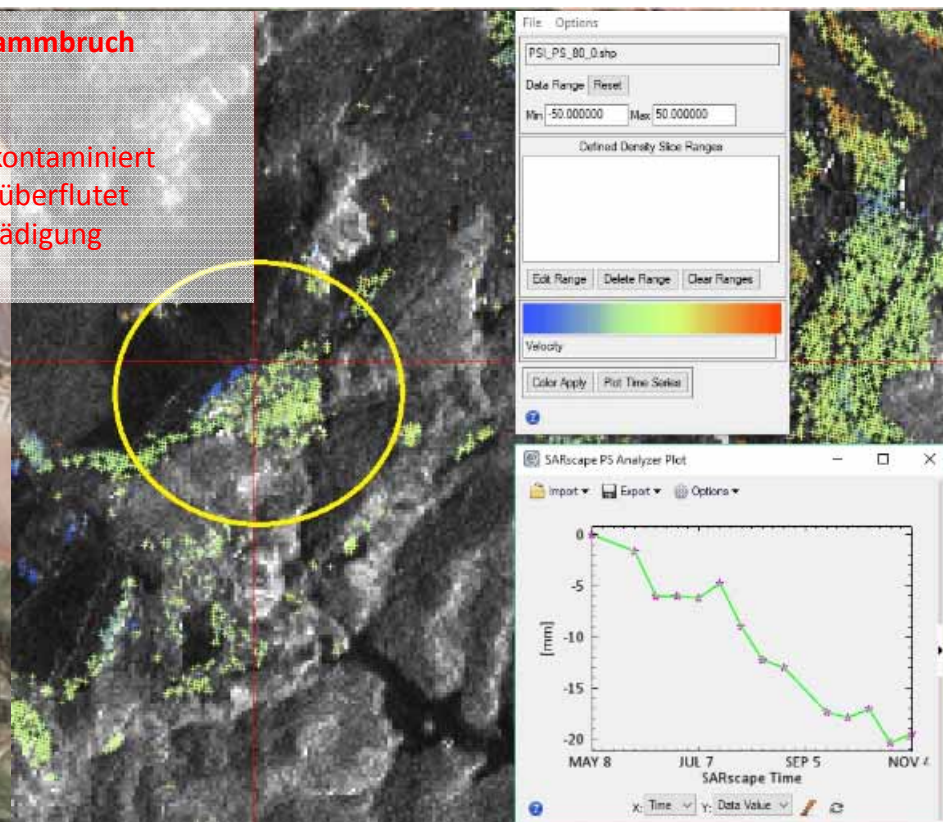 ammbruch
kontaminiert
überflutet
ädigung
File Options
PSI_PS_80_0.shp
Data Range Reset
Min -50.000000 Max 50.000000
Defined Density Slice Ranges
Edit Range Delete Range Clear Ranges
Velocity
Color Apply Plot Time Series
SARscape PS Analyzer Plot
Import Export Options
0
-5
-10
-15
-20
[mm]
MAY 8 JUL 7 SEP 5 NOV 4
SARscape Time
X: Time Y: Data Value